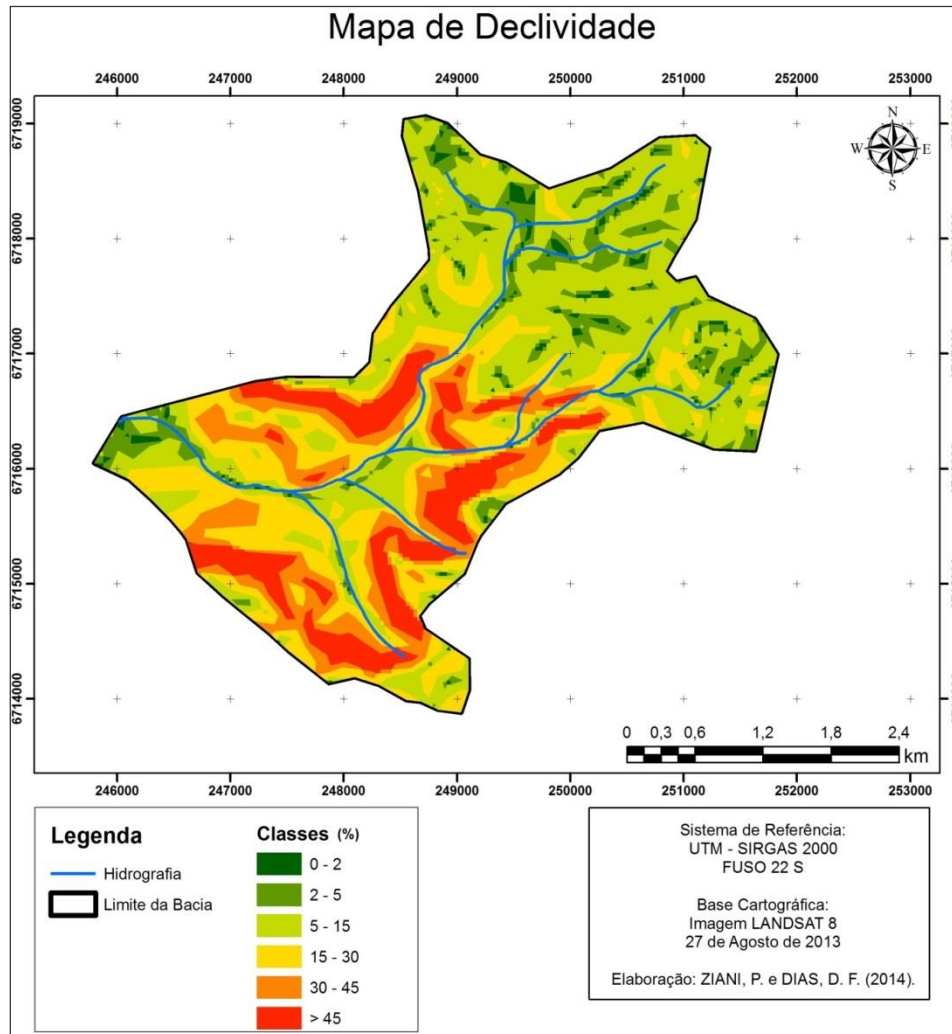 Mapa de Declividade
246000 247000 248000 249000 250000 251000 252000 253000
6719000
6718000
6717000
6716000
6715000
6714000
N
W E
S
0 0,3 0,6 1,2 1,8 2,4
km
246000 247000 248000 249000 250000 251000 252000 253000
Legenda
Hidrografia
Limite da Bacia
Classes (%)
0 - 2
2 - 5
5 - 15
15 - 30
30 - 45
> 45
Sistema de Referência:
UTM - SIRGAS 2000
FUSO 22 S
Base Cartográfica:
Imagem LANDSAT 8
27 de Agosto de 2013
Elaboração: ZIANI, P. e DIAS, D. F. (2014).